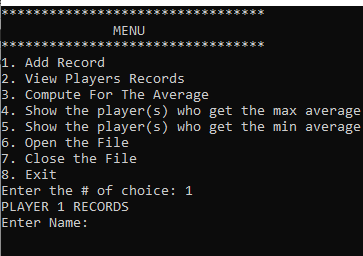 *********************************
MENU
*********************************
1. Add Record
2. View Players Records
3. Compute For The Average
4. Show the player(s) who get the max average
5. Show the player(s) who get the min average
6. Open the File
7. Close the File
8. Exit
Enter the # of choice: 1
PLAYER 1 RECORDS
Enter Name: